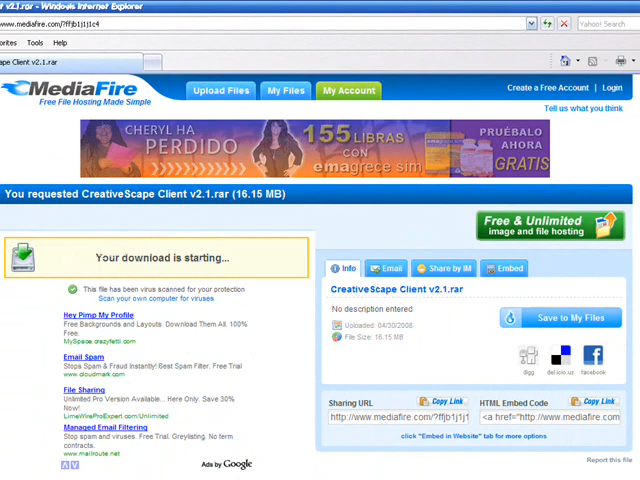 t v2.1.rar - Windows Internet Explorer
www.mediafire.com/?ffjb1j1j1c4
Yahoo! Search
orites Tools Help
ape Client v2.1.rar
MediaFire
Free File Hosting Made Simple
Upload Files
My Files
My Account
Create a Free Account | Login
Tell us what you think
CHERYL HA
PERDIDO
155 LIBRAS
CON
emagrece sim
PRUÉBALO
AHORA
GRATIS
You requested CreativeScape Client v2.1.rar (16.15 MB)
Free & Unlimited
image and file hosting
Your download is starting...
This file has been virus scanned for your protection
Scan your own computer for viruses
Hey Pimp My Profile
Free Backgrounds and Layouts. Download Them All. 100%
Free.
MySpace.crazyfetti.com
Email Spam
Stops Spam & Fraud Instantly! Best Spam Filter. Free Trial
www.cloudmark.com
File Sharing
Unlimited Pro Version Available... Here Only. Save 30%
Now!
LimeWireProExpert.com/Unlimited
Managed Email Filtering
Stop spam and viruses. Free Trial. Greylisting. No term
contracts.
www.mailroute.net
Ads by Google
Info
Email
Share by IM
Embed
CreativeScape Client v2.1.rar
No description entered
Uploaded: 04/30/2008
File Size: 16.15 MB
Save to My Files
digg
del.icio.us
facebook
Sharing URL
Copy Link
HTML Embed Code
Copy Link
http://www.mediafire.com/?ffjb1j1j1
<a href="http://www.mediafire.com
click "Embed in Website" tab for more options
Report this file